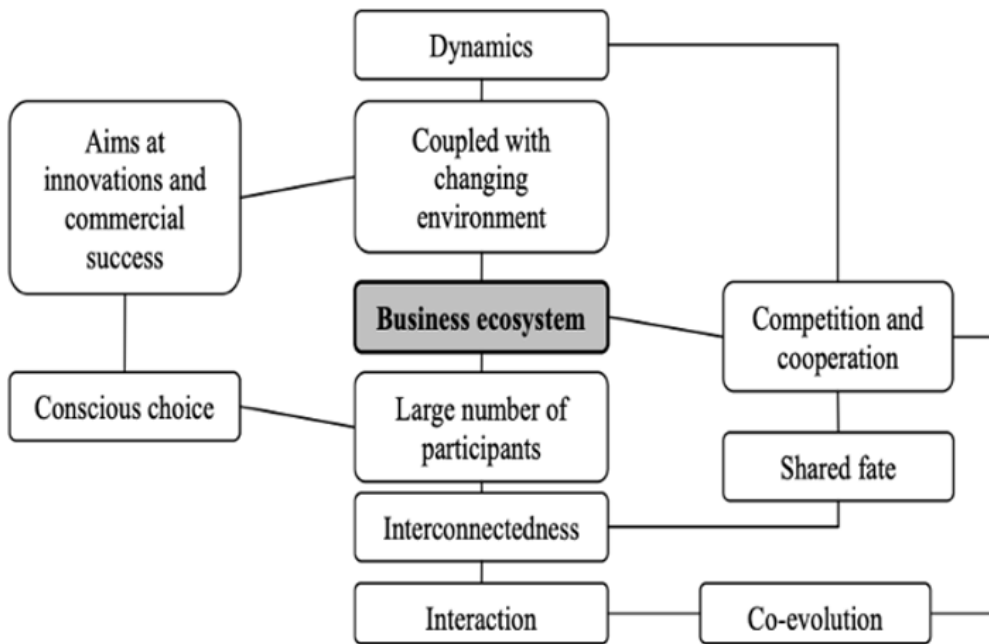 Dynamics
Aims at
innovations and
commercial
success
Coupled with
changing
environment
Business ecosystem
Competition and
cooperation
Conscious choice
Large number of
participants
Shared fate
Interconnectedness
Interaction
Co-evolution